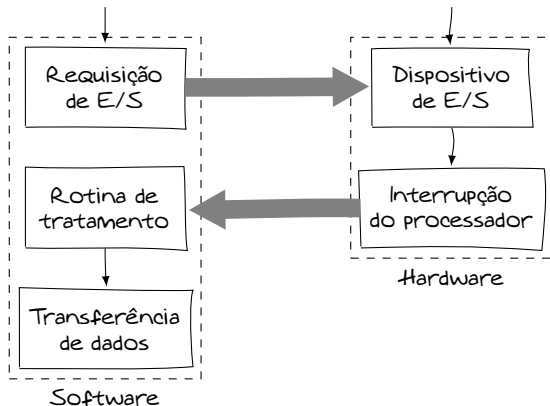 Requisição
de E/S
Dispositivo
de E/S
Rotina de
tratamento
Interrupção
do processador
Hardware
Transferência
de dados
Software